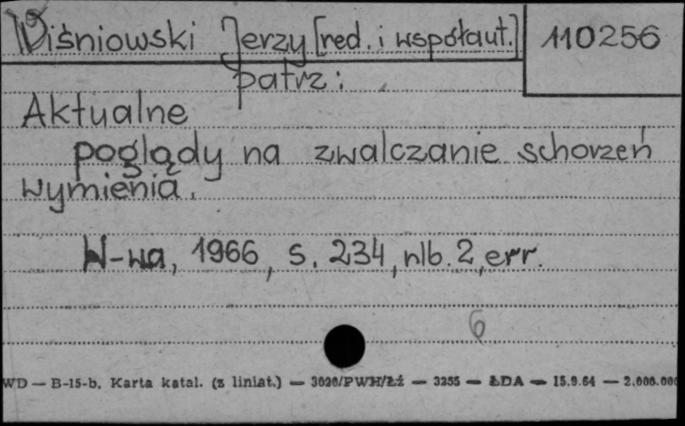 Wiśniowski Jerzy [red. i współaut.] 110256
patrz:
Aktualne
poglądy na zwalczanie schorzeń
wymienia.
W-wa, 1966, s. 234, nlb. 2, err.
6
WD — B-15-b. Karta katal. (z liniat.) — 3020/PWH/Łź — 3255 — ŁDA — 15.9.64 — 2.000.000